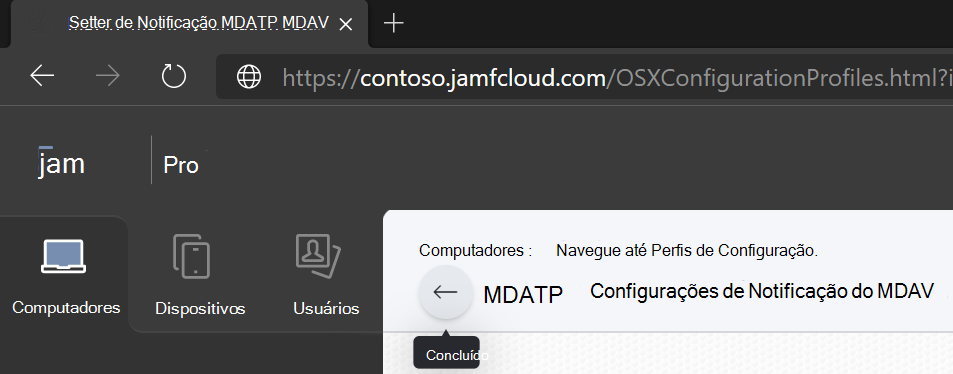 Setter de Notificação MDATP MDAV
https://contoso.jamfcloud.com/OSXConfigurationProfiles.html?i
jam Pro
Computadores : Navegue até Perfis de Configuração.
MDATP Configurações de Notificação do MDAV
Computadores Dispositivos Usuários
Concluído